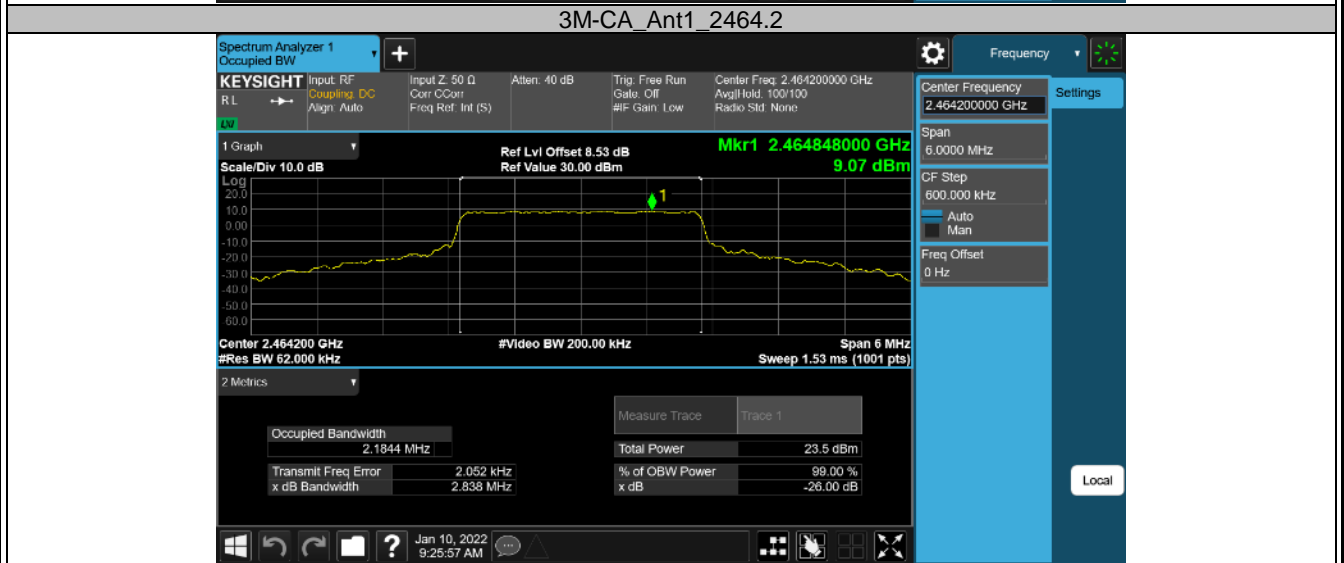 3M-CA_Ant1_2464.2
Spectrum Analyzer 1
Occupied BW
+
Frequency
KEYSIGHT
R L
Input: RF
Coupling: DC
Align: Auto
Input Z: 50 Ω
Corr CCorr
Freq Ref: Int (S)
Atten: 40 dB
Trig: Free Run
Gate: Off
#IF Gain: Low
Center Freq: 2.464200000 GHz
Avg|Hold: 100/100
Radio Std: None
LXI
1 Graph
Scale/Div 10.0 dB
Ref Lvl Offset 8.53 dB
Ref Value 30.00 dBm
Mkr1 2.464848000 GHz
9.07 dBm
Log
20.0
10.0
0.00
-10.0
-20.0
-30.0
-40.0
-50.0
-60.0
1
Center 2.464200 GHz
#Res BW 62.000 kHz
#Video BW 200.00 kHz
Span 6 MHz
Sweep 1.53 ms (1001 pts)
2 Metrics
Measure Trace Trace 1
Occupied Bandwidth
2.1844 MHz
Total Power 23.5 dBm
Transmit Freq Error 2.052 kHz
% of OBW Power 99.00 %
x dB Bandwidth 2.838 MHz
x dB -26.00 dB
Center Frequency
2.464200000 GHz
Settings
Span
6.0000 MHz
CF Step
600.000 kHz
Auto
Man
Freq Offset
0 Hz
Local
?
Jan 10, 2022
9:25:57 AM